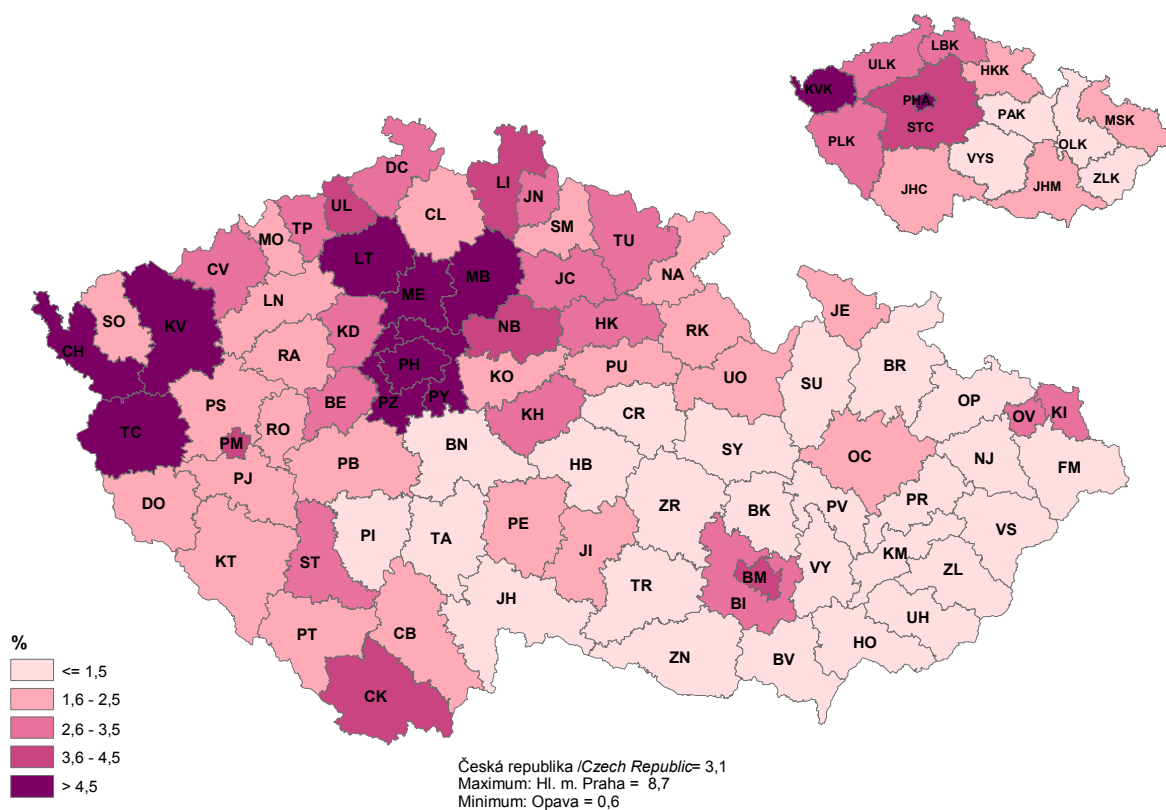 LBK
ULK
HKK
KVK
PHA
PAK
MSK
STC
PLK
OLK
VYS
ZLK
JHC
JHM
DC
LI
JN
UL
CL
SM
TP
MO
TU
CV
LT
MB
JC
NA
ME
LN
SO
KV
NB
HK
RK
JE
KD
CH
RA
PH
KO
PU
UO
SU
BR
PS
BE
PZ
PY
OP
TC
RO
KH
CR
OV
KI
PM
BN
SY
OC
NJ
FM
PB
HB
PJ
DO
PR
ZR
BK
PV
VS
PE
PI
TA
JI
KM
KT
ST
VY
ZL
BM
TR
BI
JH
UH
PT
CB
HO
ZN
BV
CK
%
<= 1,5
1,6 - 2,5
2,6 - 3,5
3,6 - 4,5
> 4,5
Česká republika /Czech Republic= 3,1
Maximum: Hl. m. Praha = 8,7
Minimum: Opava = 0,6